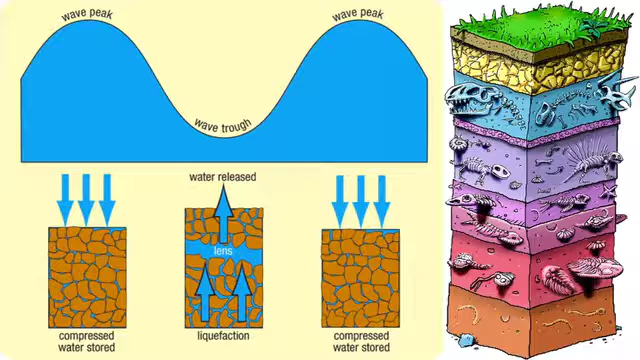 wave peak
wave peak
wave trough
water released
lens
compressed
water stored
liquefaction
compressed
water stored